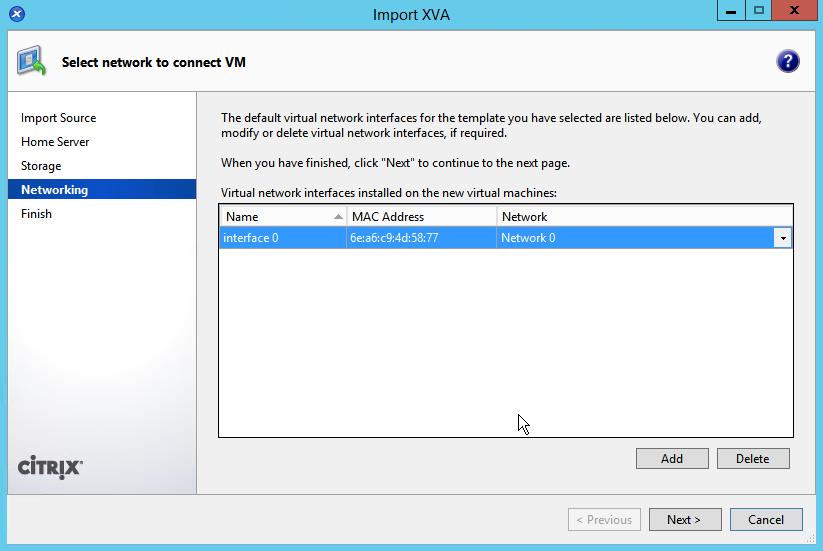 Import XVA
Select network to connect VM
?
Import Source
Home Server
Storage
Networking
Finish
The default virtual network interfaces for the template you have selected are listed below. You can add,
modify or delete virtual network interfaces, if required.
When you have finished, click "Next" to continue to the next page.
Virtual network interfaces installed on the new virtual machines:
Name MAC Address Network
interface 0 6e:a6:c9:4d:58:77 Network 0
Add Delete
CITRIX
< Previous Next > Cancel